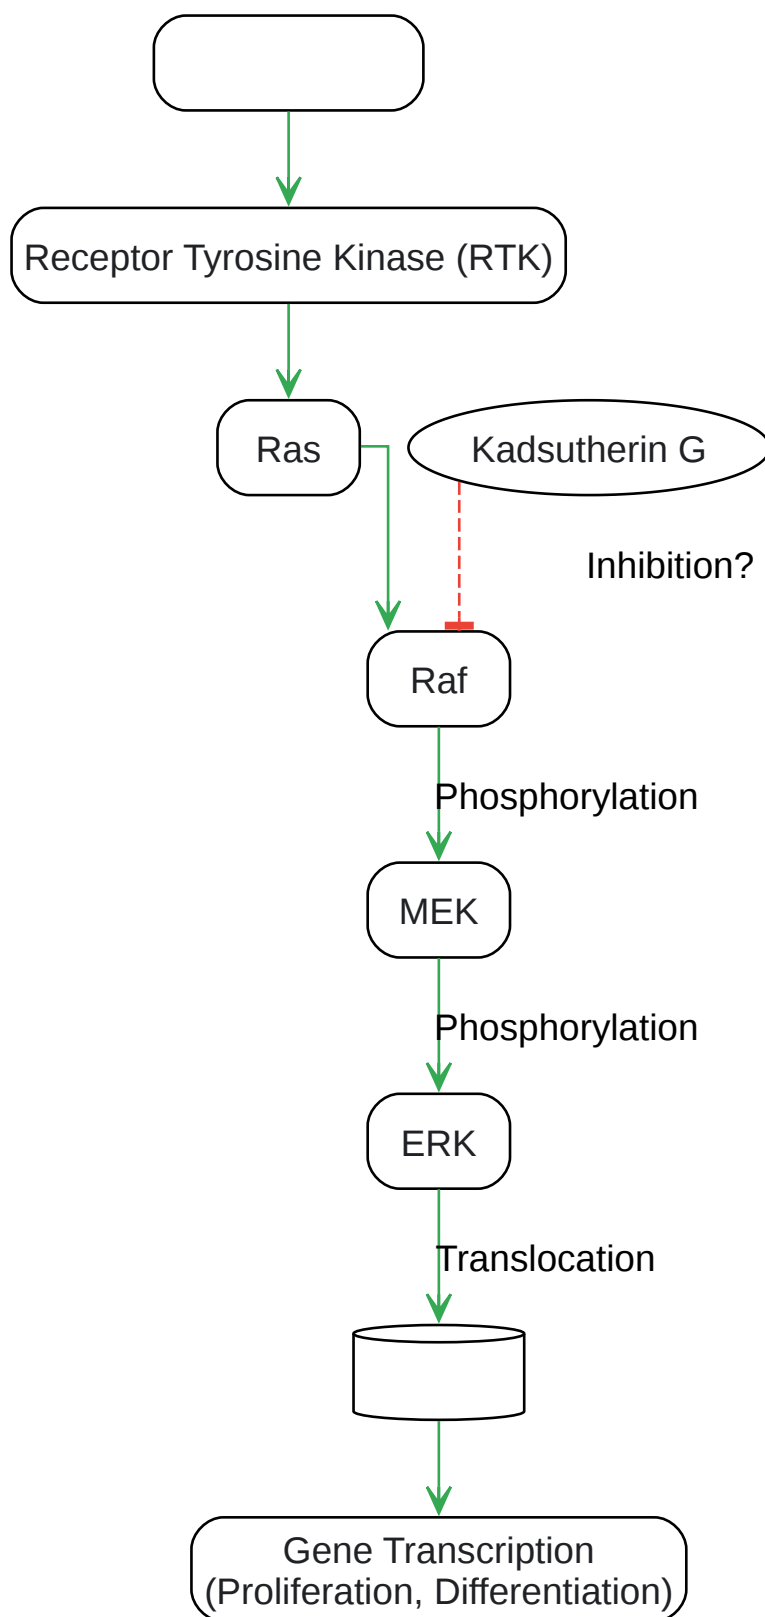 Receptor Tyrosine Kinase (RTK)
Ras
Kadsutherin G
Inhibition?
Raf
Phosphorylation
MEK
Phosphorylation
ERK
Translocation
Gene Transcription
(Proliferation, Differentiation)